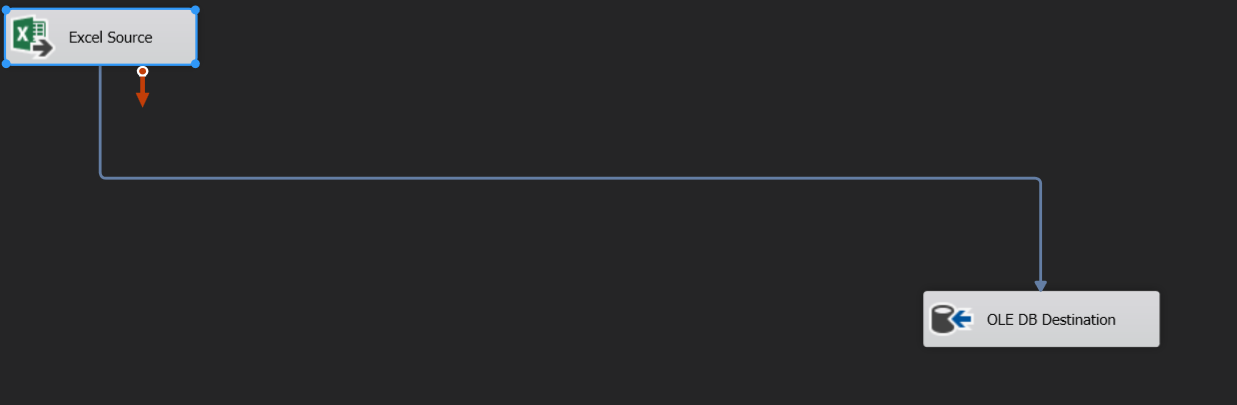 Excel Source
OLE DB Destination